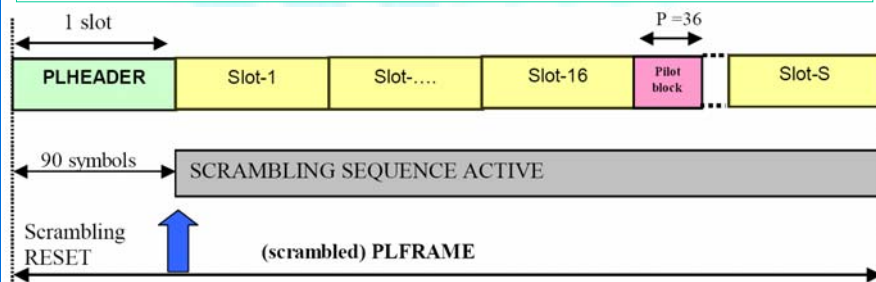 1 slot
P =36
PLHEADER
Slot-1
Slot-....
Slot-16
Pilot
block
Slot-S
90 symbols
SCRAMBLING SEQUENCE ACTIVE
Scrambling
RESET
(scrambled) PLFRAME